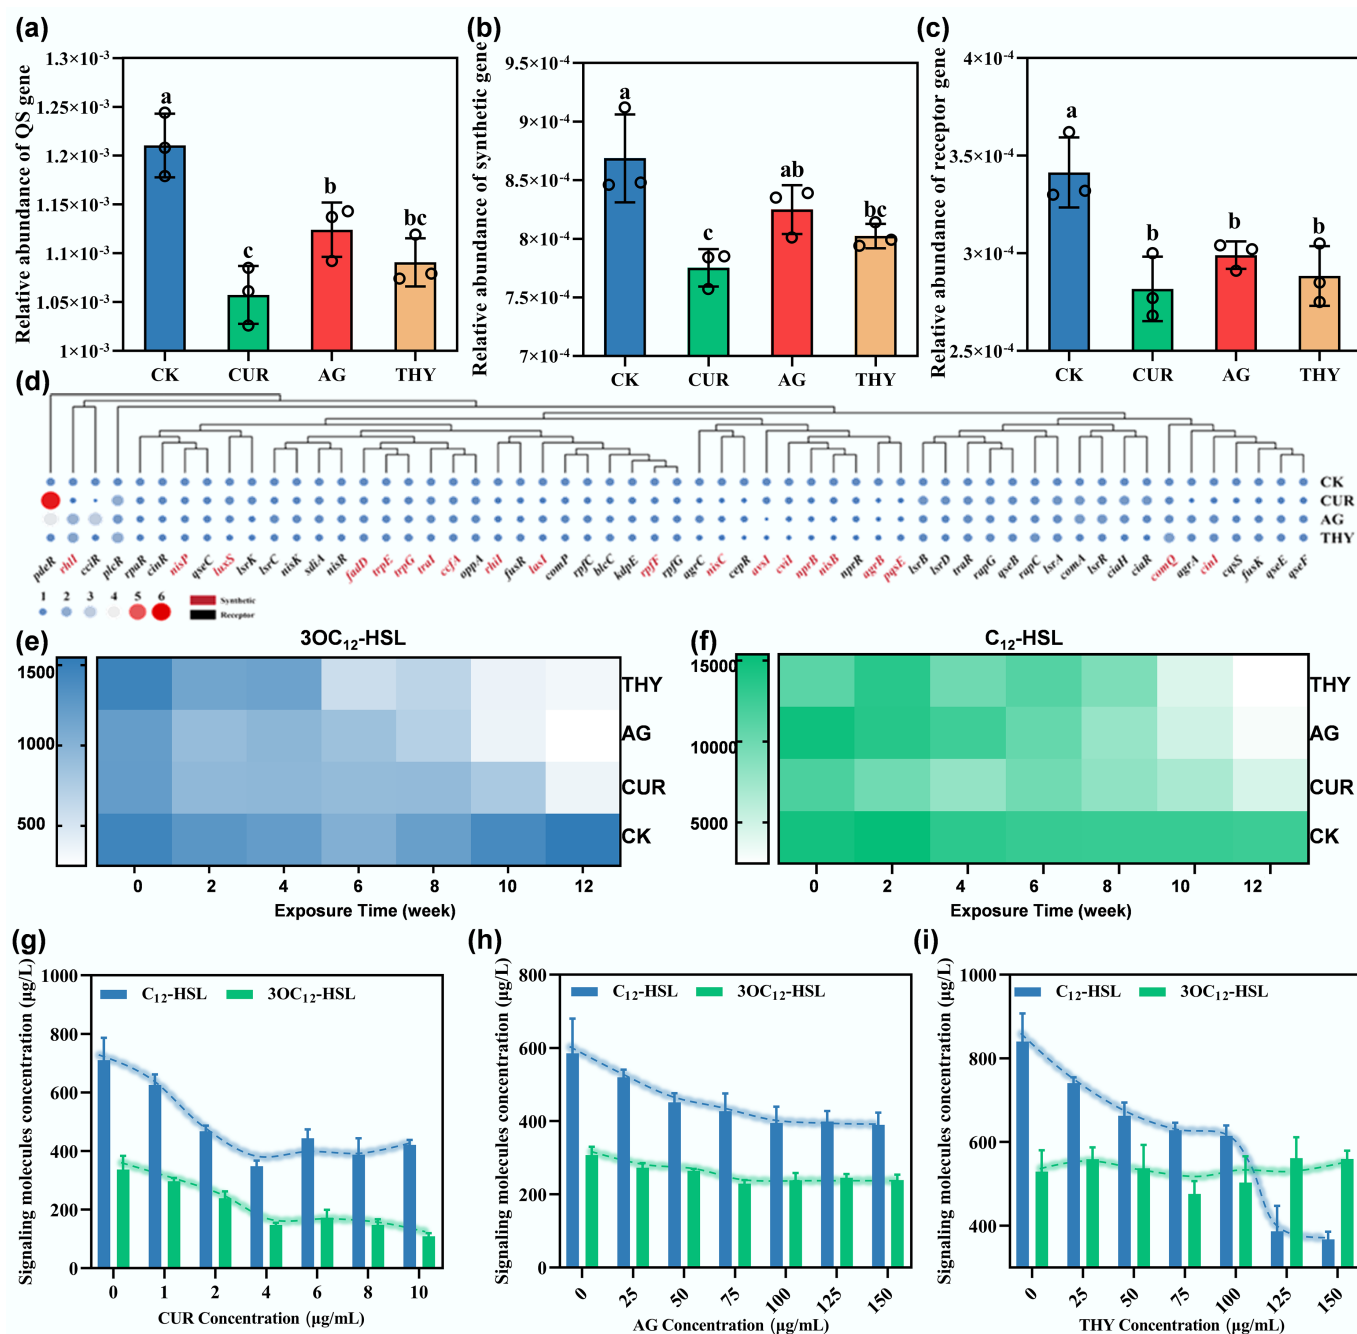 (a)
Relative abundance of QS gene
1.3×10⁻³
1.25×10⁻³
1.2×10⁻³
1.15×10⁻³
1.1×10⁻³
1.05×10⁻³
1×10⁻³
a
c
b
bc
CK CUR AG THY
(b)
Relative abundance of synthetic gene
9.5×10⁻⁴
9×10⁻⁴
8.5×10⁻⁴
8×10⁻⁴
7.5×10⁻⁴
7×10⁻⁴
a
c
ab
bc
CK CUR AG THY
(c)
Relative abundance of receptor gene
4×10⁻⁴
3.5×10⁻⁴
3×10⁻⁴
2.5×10⁻⁴
a
b
b
b
CK CUR AG THY
(d)
CK
CUR
AG
THY
pdeR rhlI cciR plcR rpaR cinR nisP qseC luxS lsrK lsrC nisK sdiA nisR fadD trpE trpG traI ccfA oppA rhlI fusR lasI comP rpfC blcC kdpE rpfF rpfG agrC nisC cepR avsI cviI nprB nisB nprR agrB pqsE lsrB lsrD traR rapG qseB rapC lsrA comA lsrR ciaH ciaR comQ agrA cinI cqsS fusK qseE qseF
1 2 3 4 5 6
Synthetic
Receptor
(e)
3OC₁₂-HSL
1500
1000
500
THY
AG
CUR
CK
0 2 4 6 8 10 12
Exposure Time (week)
(f)
C₁₂-HSL
15000
10000
5000
THY
AG
CUR
CK
0 2 4 6 8 10 12
Exposure Time (week)
(g)
Signaling molecules concentration (μg/L)
1000
800
600
400
200
0
C₁₂-HSL 3OC₁₂-HSL
0 1 2 4 6 8 10
CUR Concentration (μg/mL)
(h)
Signaling molecules concentration (μg/L)
800
600
400
200
0
C₁₂-HSL 3OC₁₂-HSL
0 25 50 75 100 125 150
AG Concentration (μg/mL)
(i)
Signaling molecules concentration (μg/L)
1000
800
600
400
C₁₂-HSL 3OC₁₂-HSL
0 25 50 75 100 125 150
THY Concentration (μg/mL)